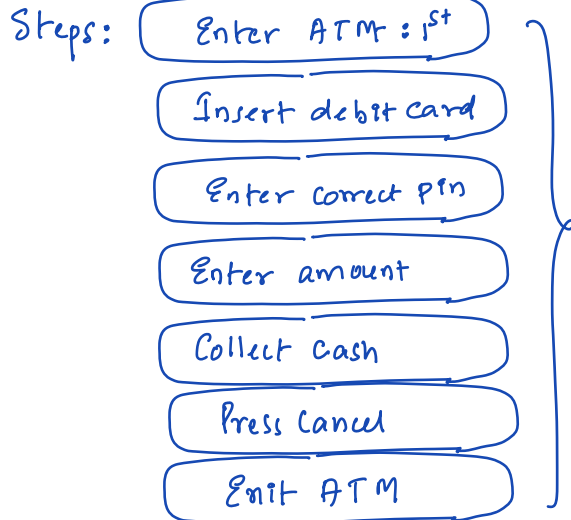 Steps: Enter ATM : 1st
Insert debit card
Enter correct pin
Enter amount
Collect cash
Press Cancel
Exit ATM